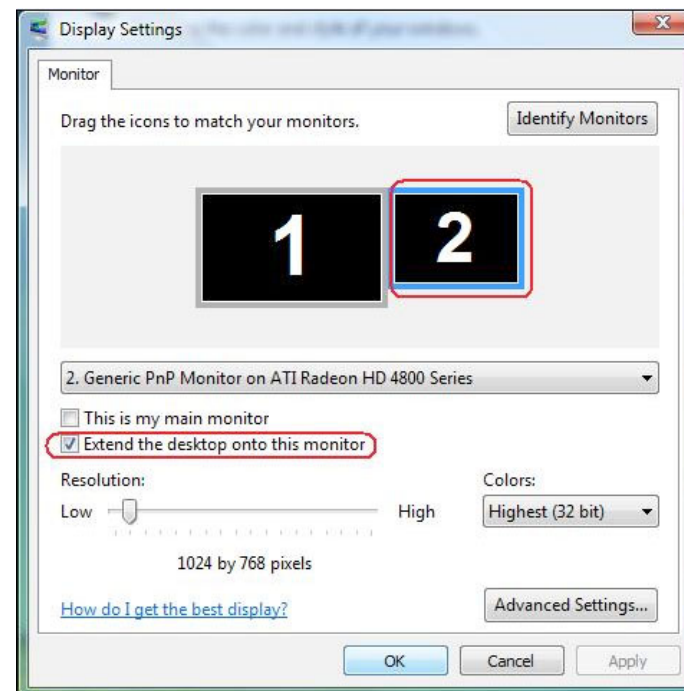 Display Settings
Monitor
Drag the icons to match your monitors.
Identify Monitors
1
2
2. Generic PnP Monitor on ATI Radeon HD 4800 Series
This is my main monitor
Extend the desktop onto this monitor
Resolution:
Colors:
Low
High
Highest (32 bit)
1024 by 768 pixels
How do I get the best display?
Advanced Settings...
OK
Cancel
Apply